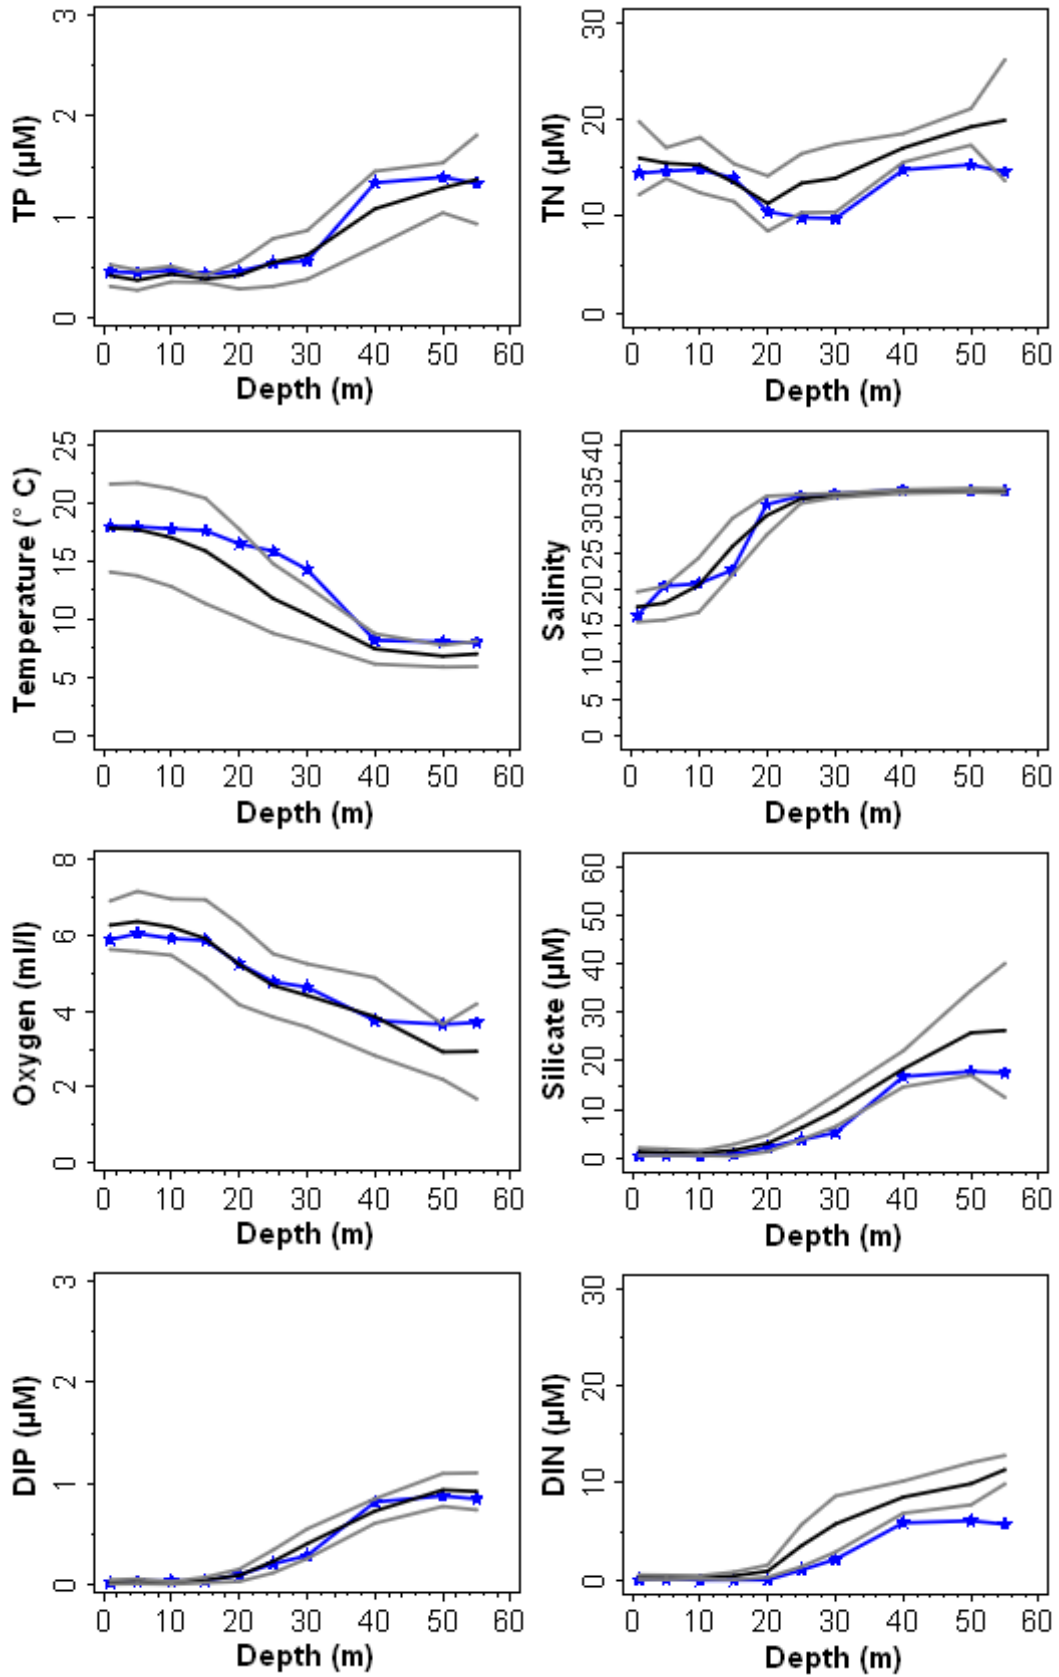 TP (µM)
3
2
1
0
0 10 20 30 40 50 60
Depth (m)
TN (µM)
30
20
10
0
0 10 20 30 40 50 60
Depth (m)
Temperature (° C)
25
20
15
10
5
0
0 10 20 30 40 50 60
Depth (m)
Salinity
40
35
30
25
20
15
10
5
0
0 10 20 30 40 50 60
Depth (m)
Oxygen (ml/l)
8
6
4
2
0
0 10 20 30 40 50 60
Depth (m)
Silicate (µM)
60
50
40
30
20
10
0
0 10 20 30 40 50 60
Depth (m)
DIP (µM)
3
2
1
0
0 10 20 30 40 50 60
Depth (m)
DIN (µM)
30
20
10
0
0 10 20 30 40 50 60
Depth (m)